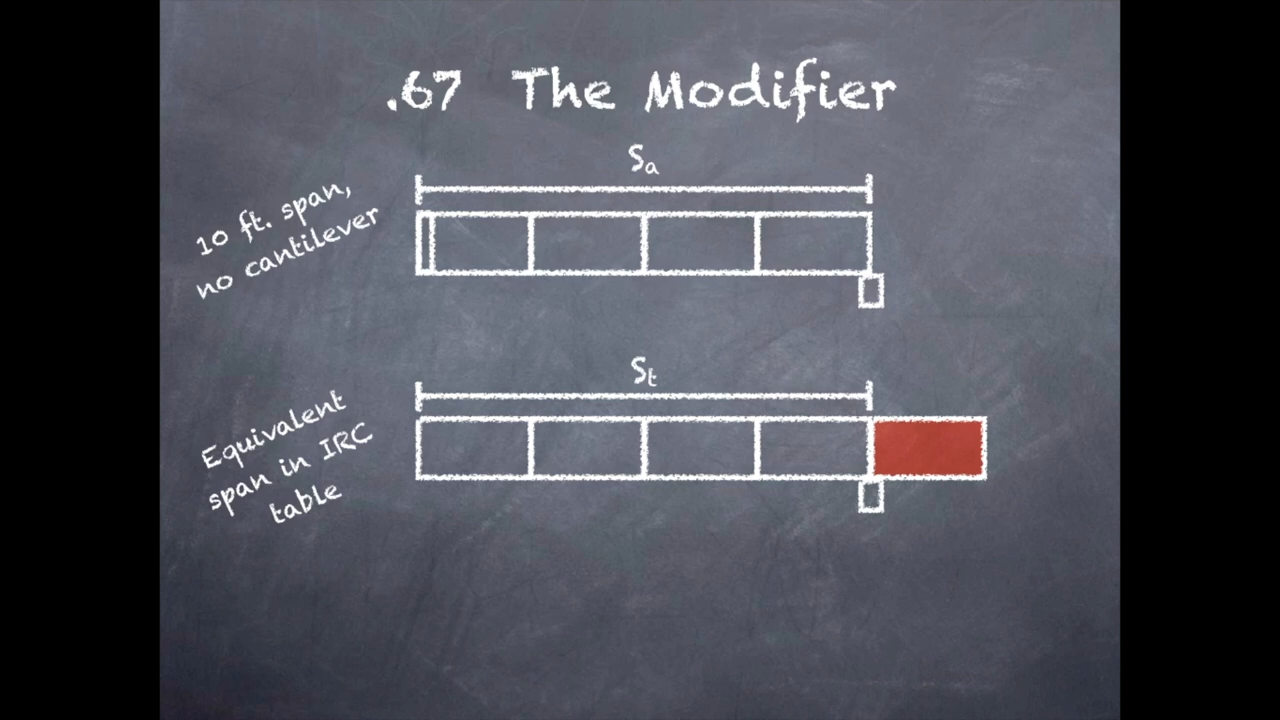 .67 The Modifier
Sa
10 ft. span,
no cantilever
St
Equivalent
span in IRC
table